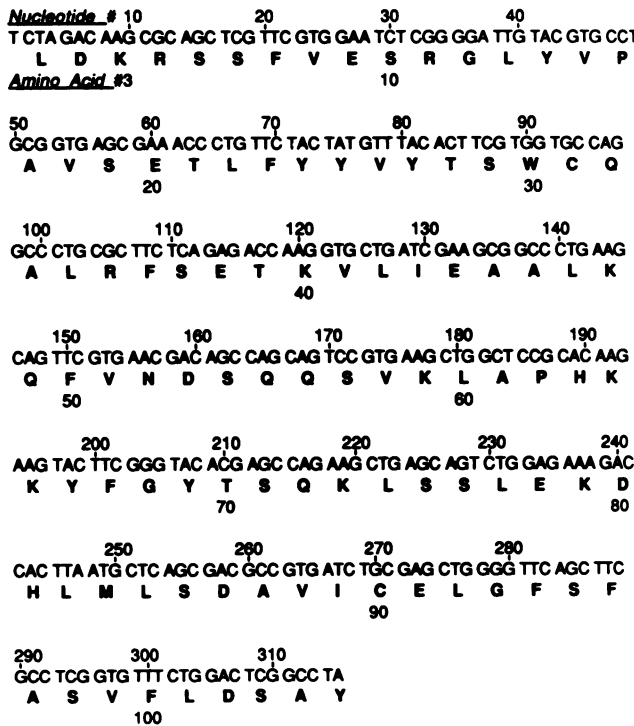 Nucleotide # 10 20 30 40
T CTA GAC AAG CGC AGC TCG TTC GTG GAA TCT CGG GGA TTG TAC GTG CCT
L D K R S S F V E S R G L Y V P
Amino Acid #3 10
50 60 70 80 90
GCG GTG AGC GAA ACC CTG TTC TAC TAT GTT TAC ACT TCG TGG TGC CAG
A V S E T L F Y Y V Y T S W C Q
20 30
100 110 120 130 140
GCC CTG CGC TTC TCA GAG ACC AAG GTG CTG ATC GAA GCG GCC CTG AAG
A L R F S E T K V L I E A A L K
40
150 160 170 180 190
CAG TTC GTG AAC GAC AGC CAG CAG TCC GTG AAG CTG GCT CCG CAC AAG
Q F V N D S Q Q S V K L A P H K
50 60
200 210 220 230 240
AAG TAC TTC GGG TAC ACG AGC CAG AAG CTG AGC AGT CTG GAG AAA GAC
K Y F G Y T S Q K L S S L E K D
70 80
250 260 270 280
CAC TTA ATG CTC AGC GAC GCC GTG ATC TGC GAG CTG GGG TTC AGC TTC
H L M L S D A V I C E L G F S F
90
290 300 310
GCC TCG GTG TTT CTG GAC TCG GCC TA
A S V F L D S A Y
100